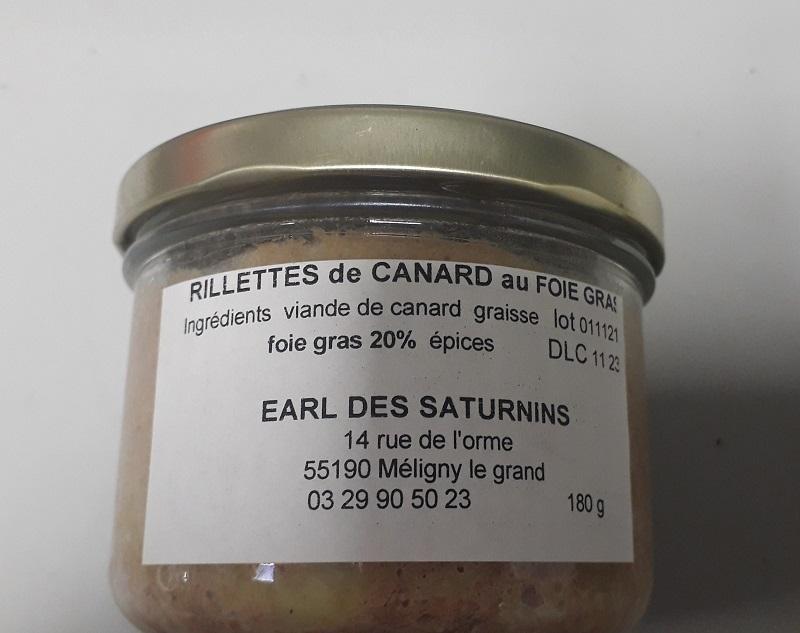 RILLETTES de CANARD au FOIE GRAS
Ingrédients viande de canard graisse lot 011121
foie gras 20% épices DLC 11 23
EARL DES SATURNINS
14 rue de l'orme
55190 Méligny le grand
03 29 90 50 23 180 g